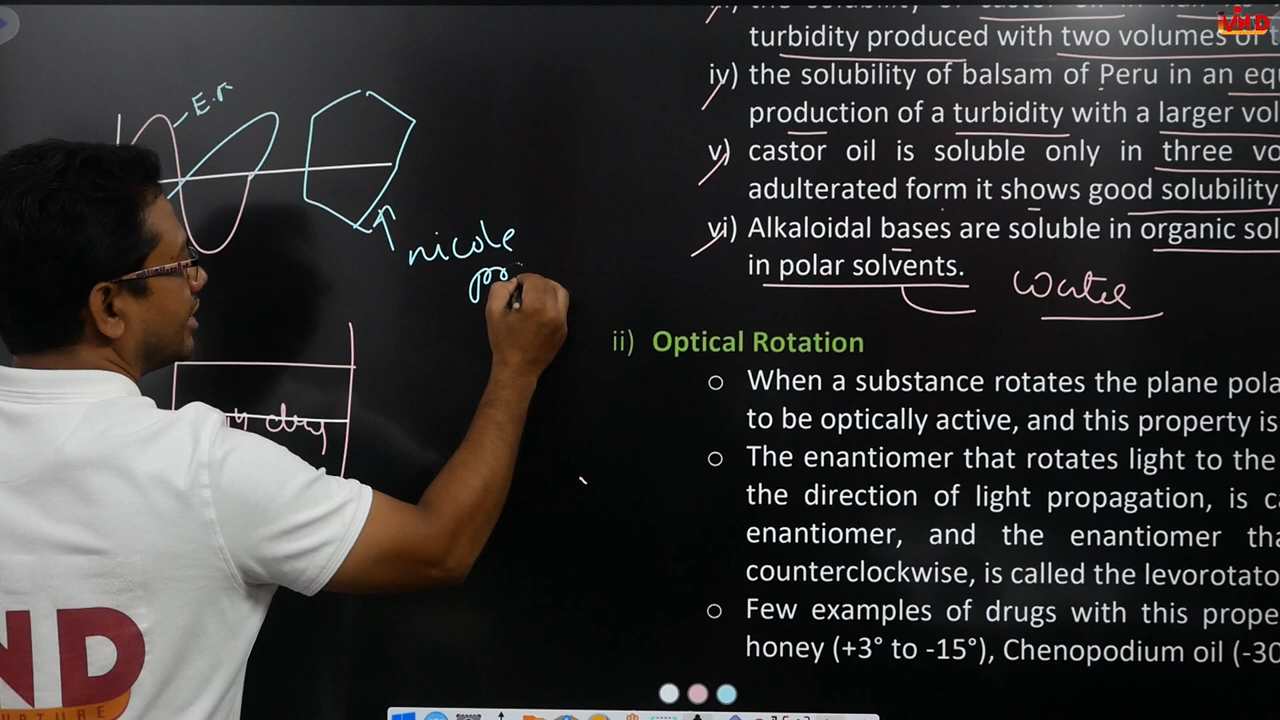 VND
turbidity produced with two volumes of t
iv) the solubility of balsam of Peru in an equ
production of a turbidity with a larger vol
v) castor oil is soluble only in three vo
adulterated form it shows good solubility
vi) Alkaloidal bases are soluble in organic sol
in polar solvents.
water
ii) Optical Rotation
o When a substance rotates the plane pola
to be optically active, and this property is
o The enantiomer that rotates light to the
the direction of light propagation, is ca
enantiomer, and the enantiomer tha
counterclockwise, is called the levorotato
o Few examples of drugs with this prope
honey (+3° to -15°), Chenopodium oil (-30
E.r
nicole
pr
dry
ND